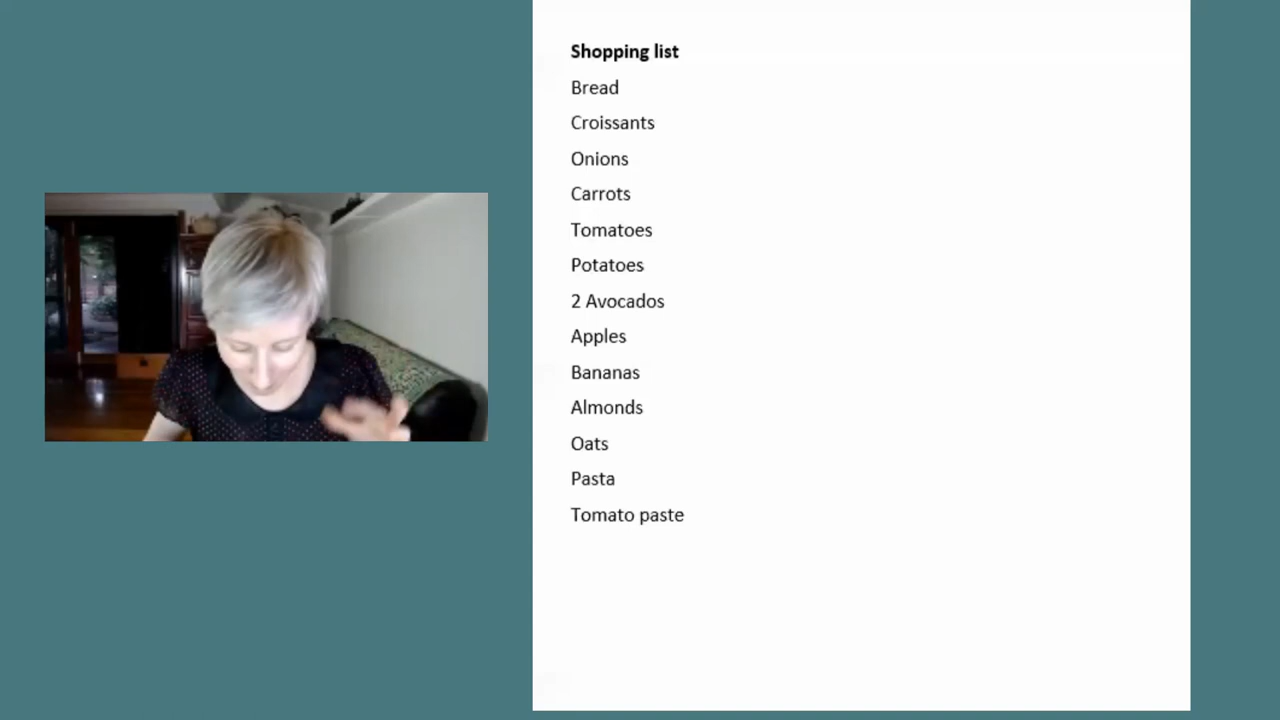 Shopping list
Bread
Croissants
Onions
Carrots
Tomatoes
Potatoes
2 Avocados
Apples
Bananas
Almonds
Oats
Pasta
Tomato paste